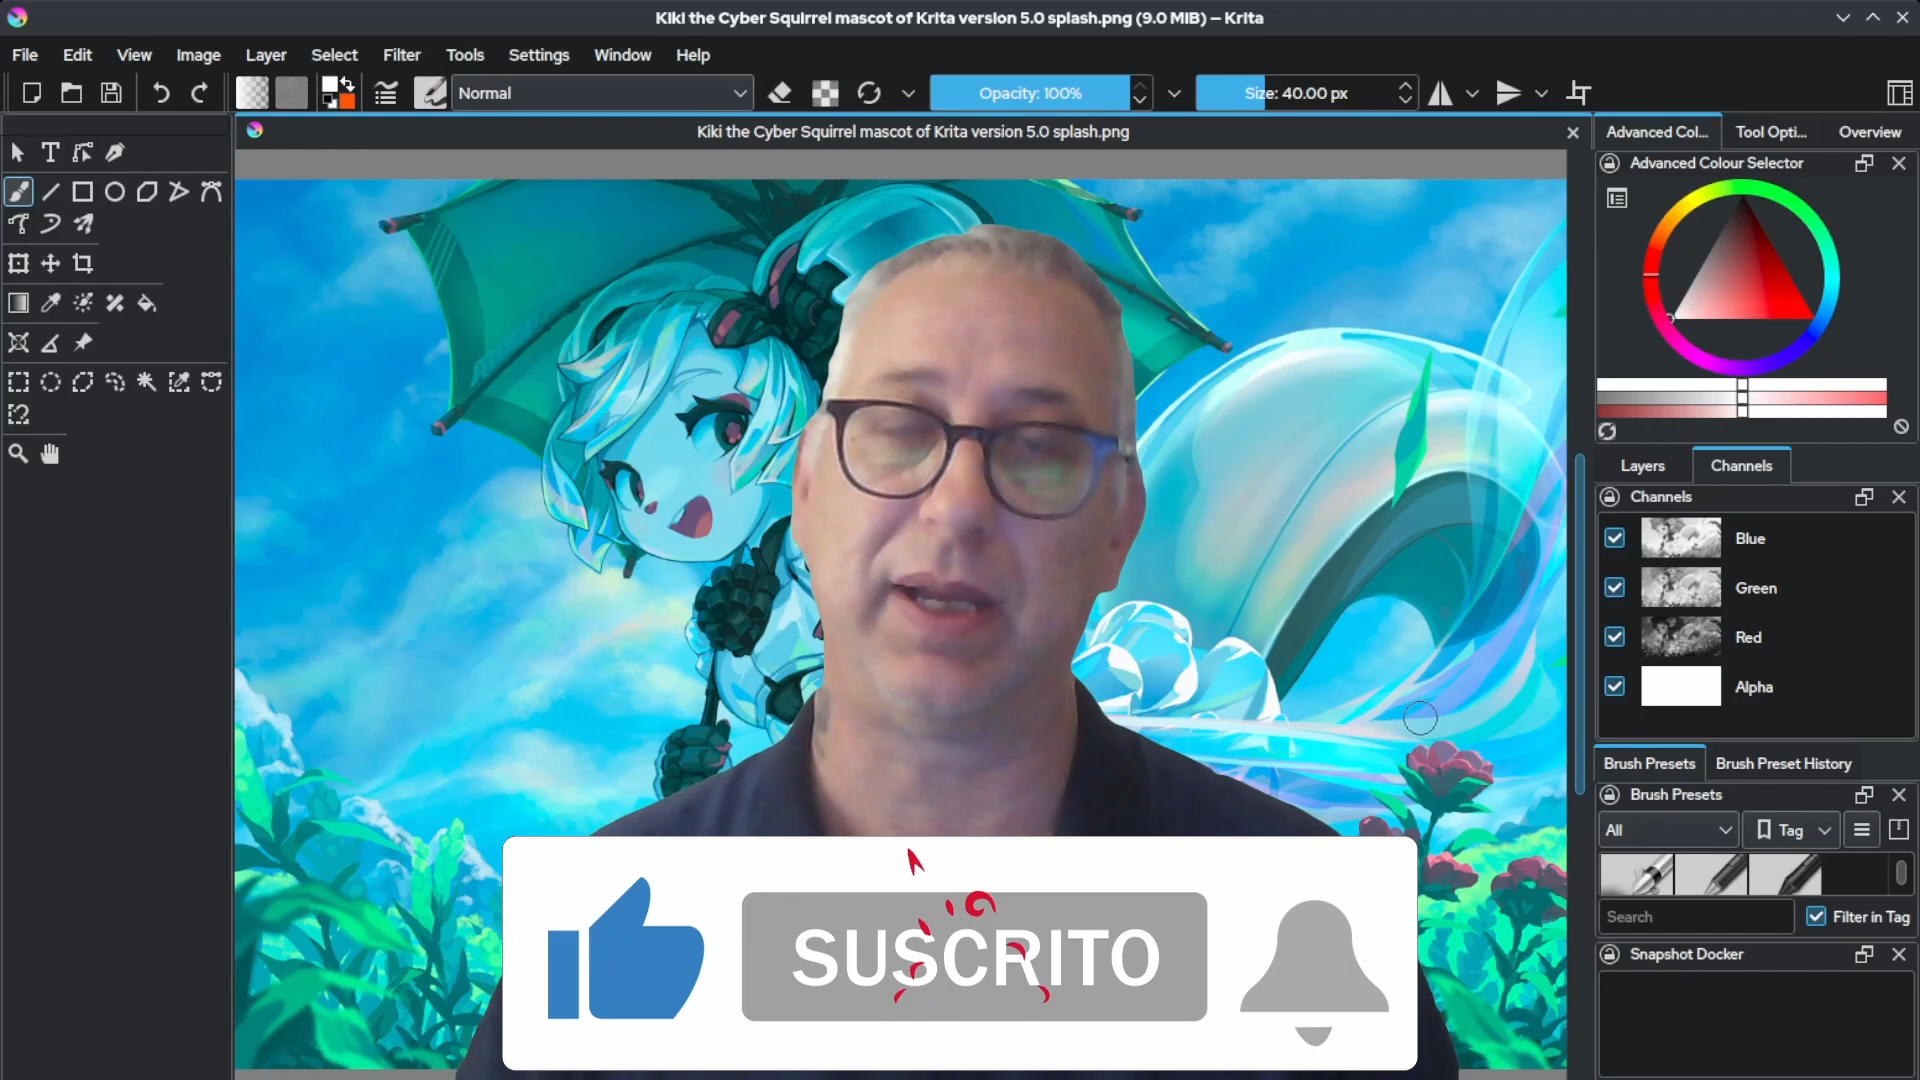 Kiki the Cyber Squirrel mascot of Krita version 5.0 splash.png (9.0 MiB) – Krita
File Edit View Image Layer Select Filter Tools Settings Window Help
Normal
Opacity: 100%
Size: 40.00 px
Kiki the Cyber Squirrel mascot of Krita version 5.0 splash.png
Advanced Col... Tool Opti... Overview
Advanced Colour Selector
Layers Channels
Channels
Blue
Green
Red
Alpha
Brush Presets Brush Preset History
Brush Presets
All Tag
Search Filter in Tag
Snapshot Docker
SUSCRITO